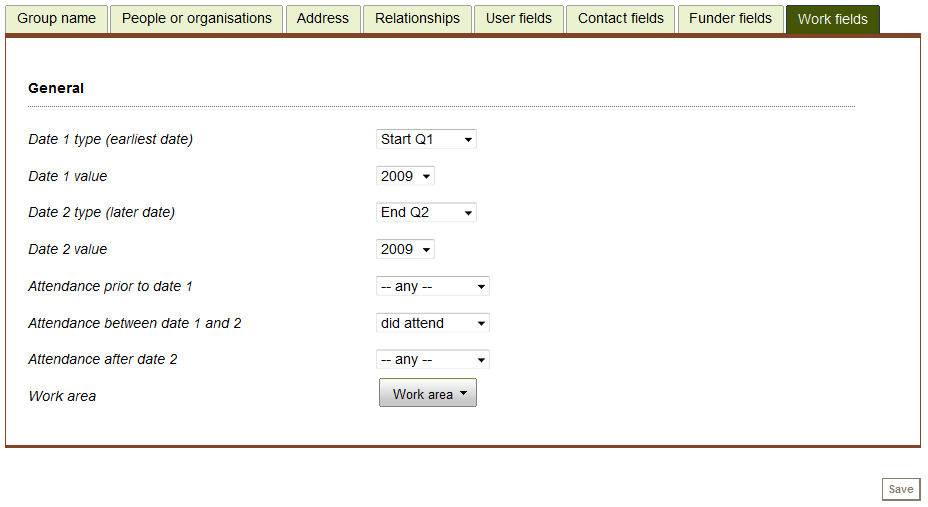 Group name People or organisations Address Relationships User fields Contact fields Funder fields Work fields
General
Date 1 type (earliest date) Start Q1
Date 1 value 2009
Date 2 type (later date) End Q2
Date 2 value 2009
Attendance prior to date 1 -- any --
Attendance between date 1 and 2 did attend
Attendance after date 2 -- any --
Work area Work area
Save